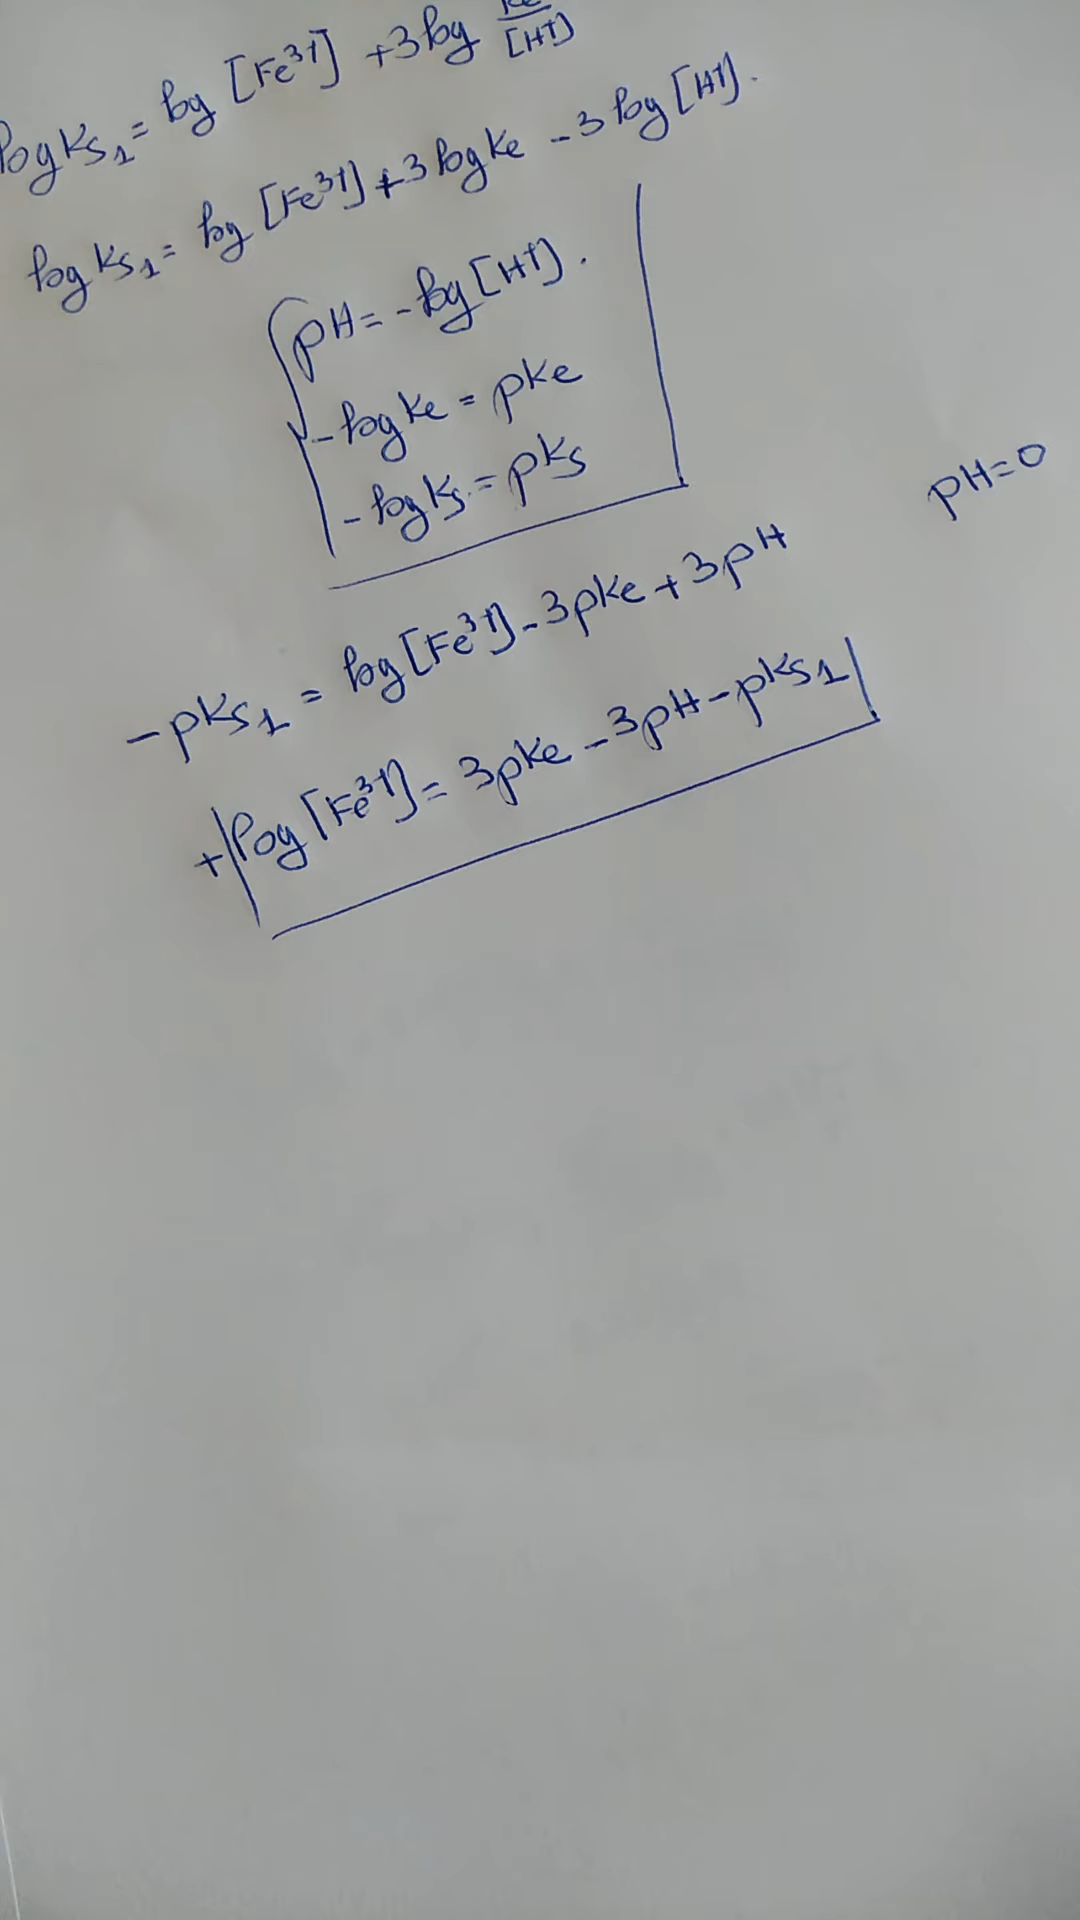 log Ks₁ = log [Fe³⁺] + 3 log Ke/[H⁺]
log Ks₁ = log [Fe³⁺] + 3 log Ke - 3 log [H⁺].
pH = - log [H⁺].
- log Ke = pKe
- log Ks = pKs
pH = 0
- pKs₁ = log [Fe³⁺] - 3pKe + 3pH
+ log [Fe³⁺] = 3pKe - 3pH - pKs₁